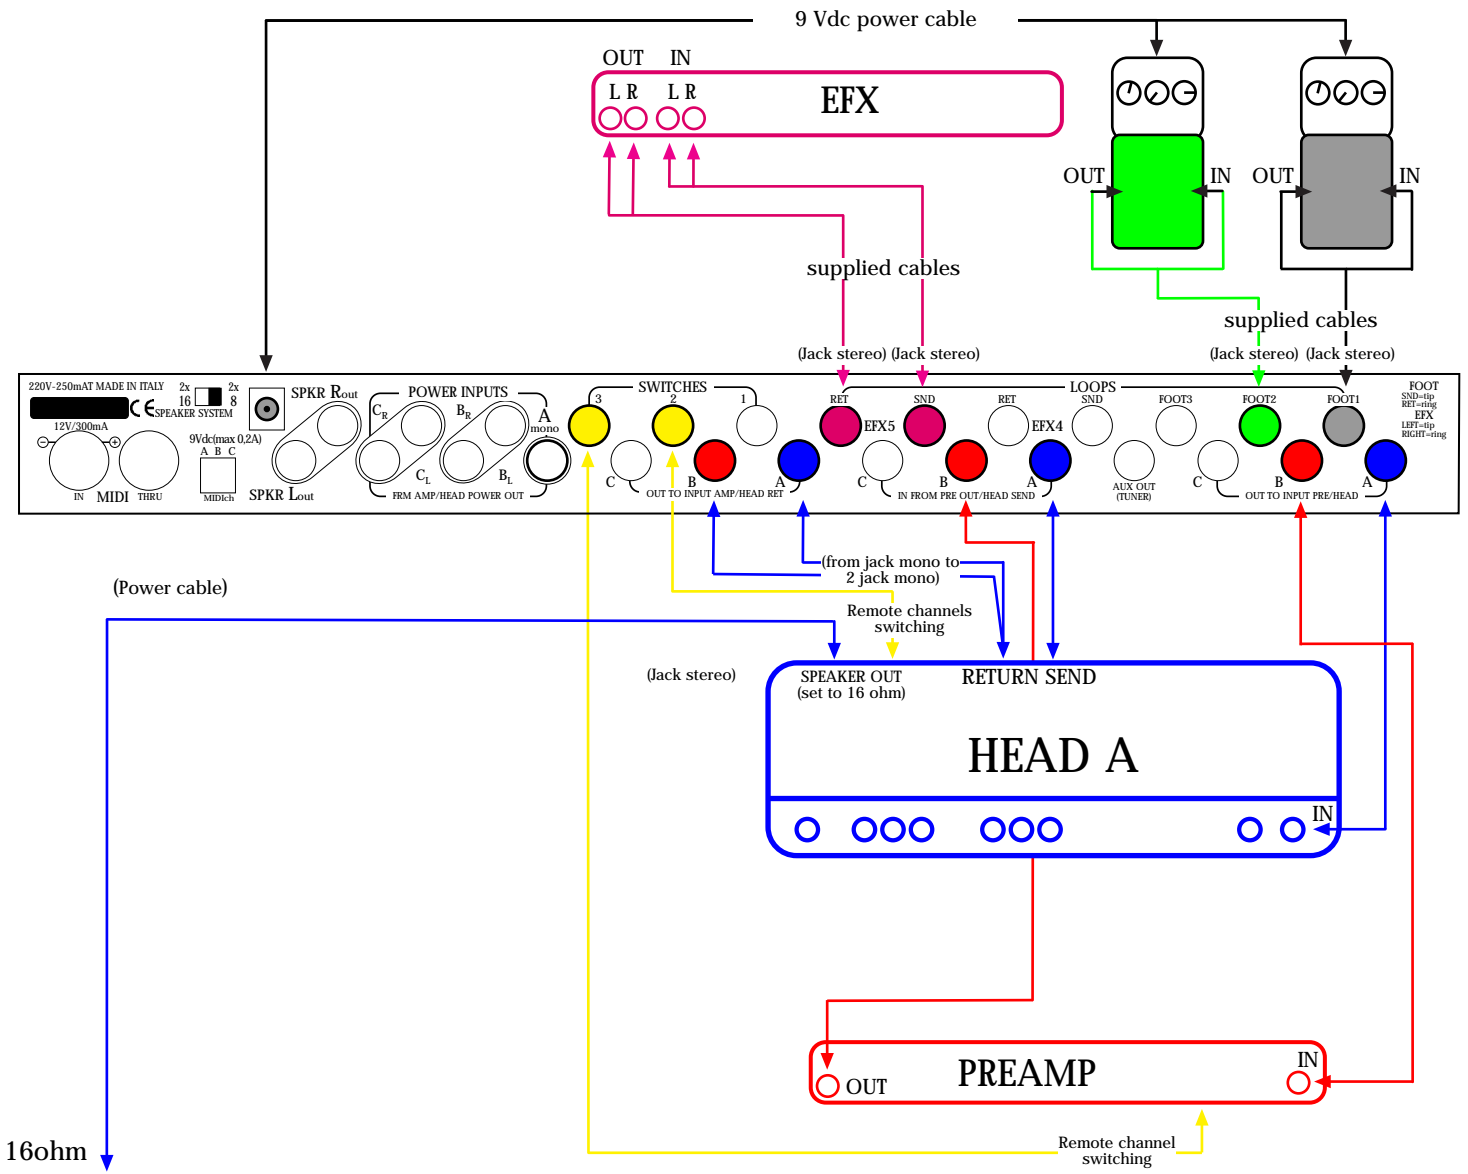 9 Vdc power cable
OUT IN
L R L R
EFX
OUT IN OUT IN
supplied cables
supplied cables
(Jack stereo) (Jack stereo)
(Jack stereo) (Jack stereo)
220V-250mAT MADE IN ITALY
2x 2x
16 8
CE SPEAKER SYSTEM
12V/300mA
IN MIDI THRU
9Vdc(max 0,2A)
A B C
MIDIch
SPKR Rout
SPKR Lout
POWER INPUTS
CR BR A
mono
CL BL
FRM AMP/HEAD POWER OUT
SWITCHES
3 2 1
C B A
OUT TO INPUT AMP/HEAD RET
LOOPS
RET SND RET SND FOOT3 FOOT2 FOOT1
EFX5 EFX4
C B A
IN FROM PRE OUT/HEAD SEND
AUX OUT
(TUNER)
C B A
OUT TO INPUT PRE/HEAD
FOOT
SND=tip
RET=ring
EFX
LEFT=tip
RIGHT=ring
(from jack mono to
2 jack mono)
(Power cable)
Remote channels
switching
(Jack stereo)
SPEAKER OUT
(set to 16 ohm)
RETURN SEND
HEAD A
IN
PREAMP
OUT
IN
Remote channel
switching
16ohm